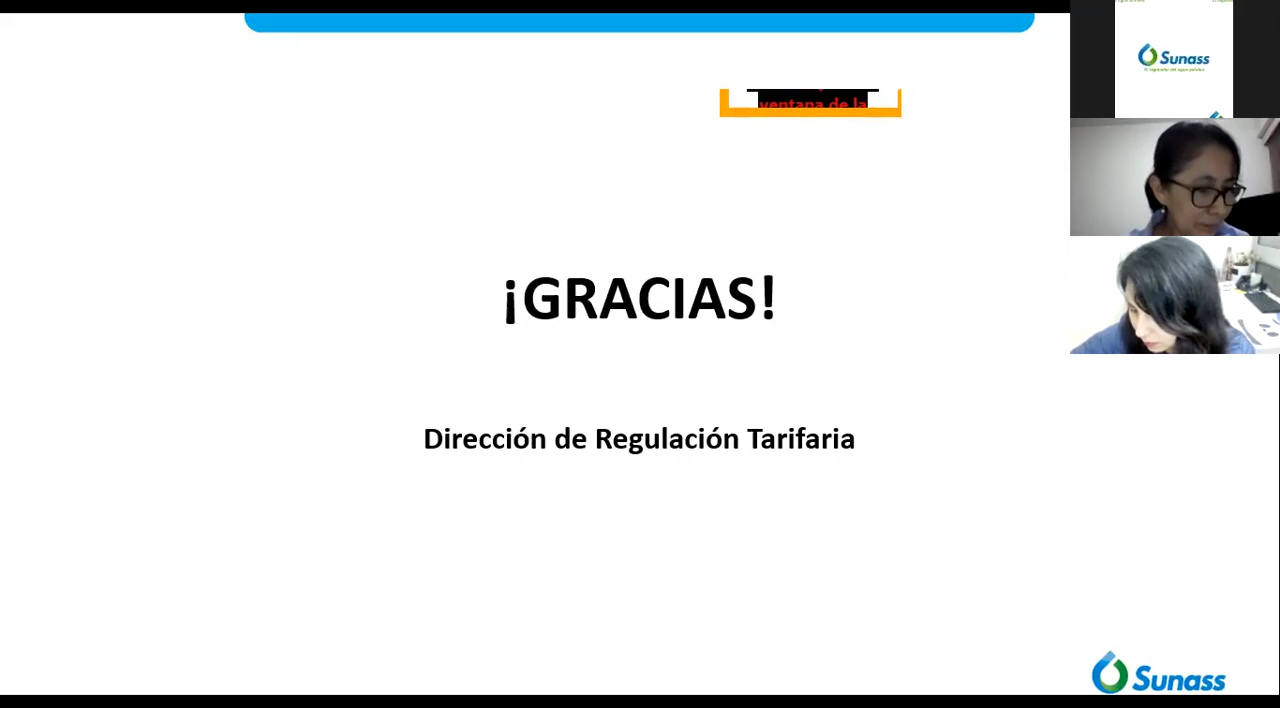 Sunass
ventana de la
¡GRACIAS!
Dirección de Regulación Tarifaria
Sunass